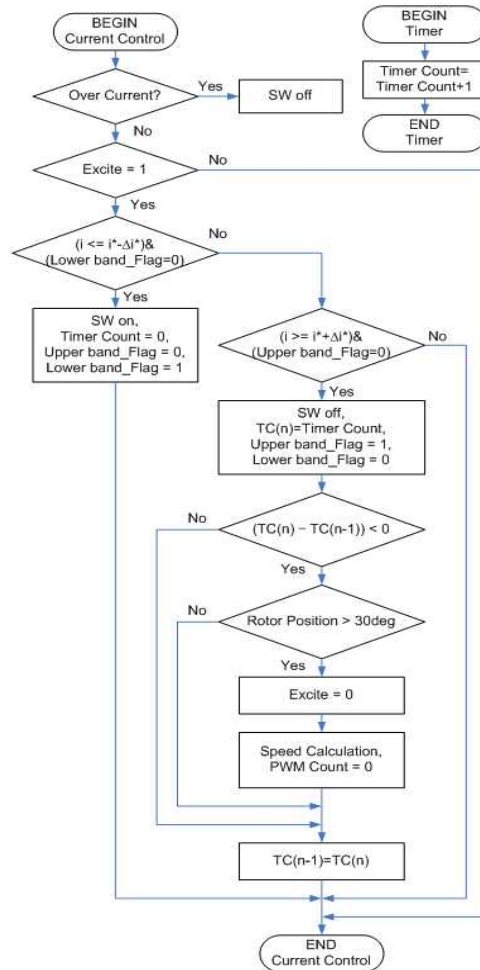 BEGIN
Current Control
Over Current?
Yes
SW off
No
Excite = 1
No
Yes
(i <= i*-Δi*)&
(Lower band_Flag=0)
No
Yes
SW on,
Timer Count = 0,
Upper band_Flag = 0,
Lower band_Flag = 1
(i >= i*+Δi*)&
(Upper band_Flag=0)
No
Yes
SW off,
TC(n)=Timer Count,
Upper band_Flag = 1,
Lower band_Flag = 0
(TC(n) − TC(n-1)) < 0
No
Yes
Rotor Position > 30deg
No
Yes
Excite = 0
Speed Calculation,
PWM Count = 0
TC(n-1)=TC(n)
END
Current Control
BEGIN
Timer
Timer Count=
Timer Count+1
END
Timer